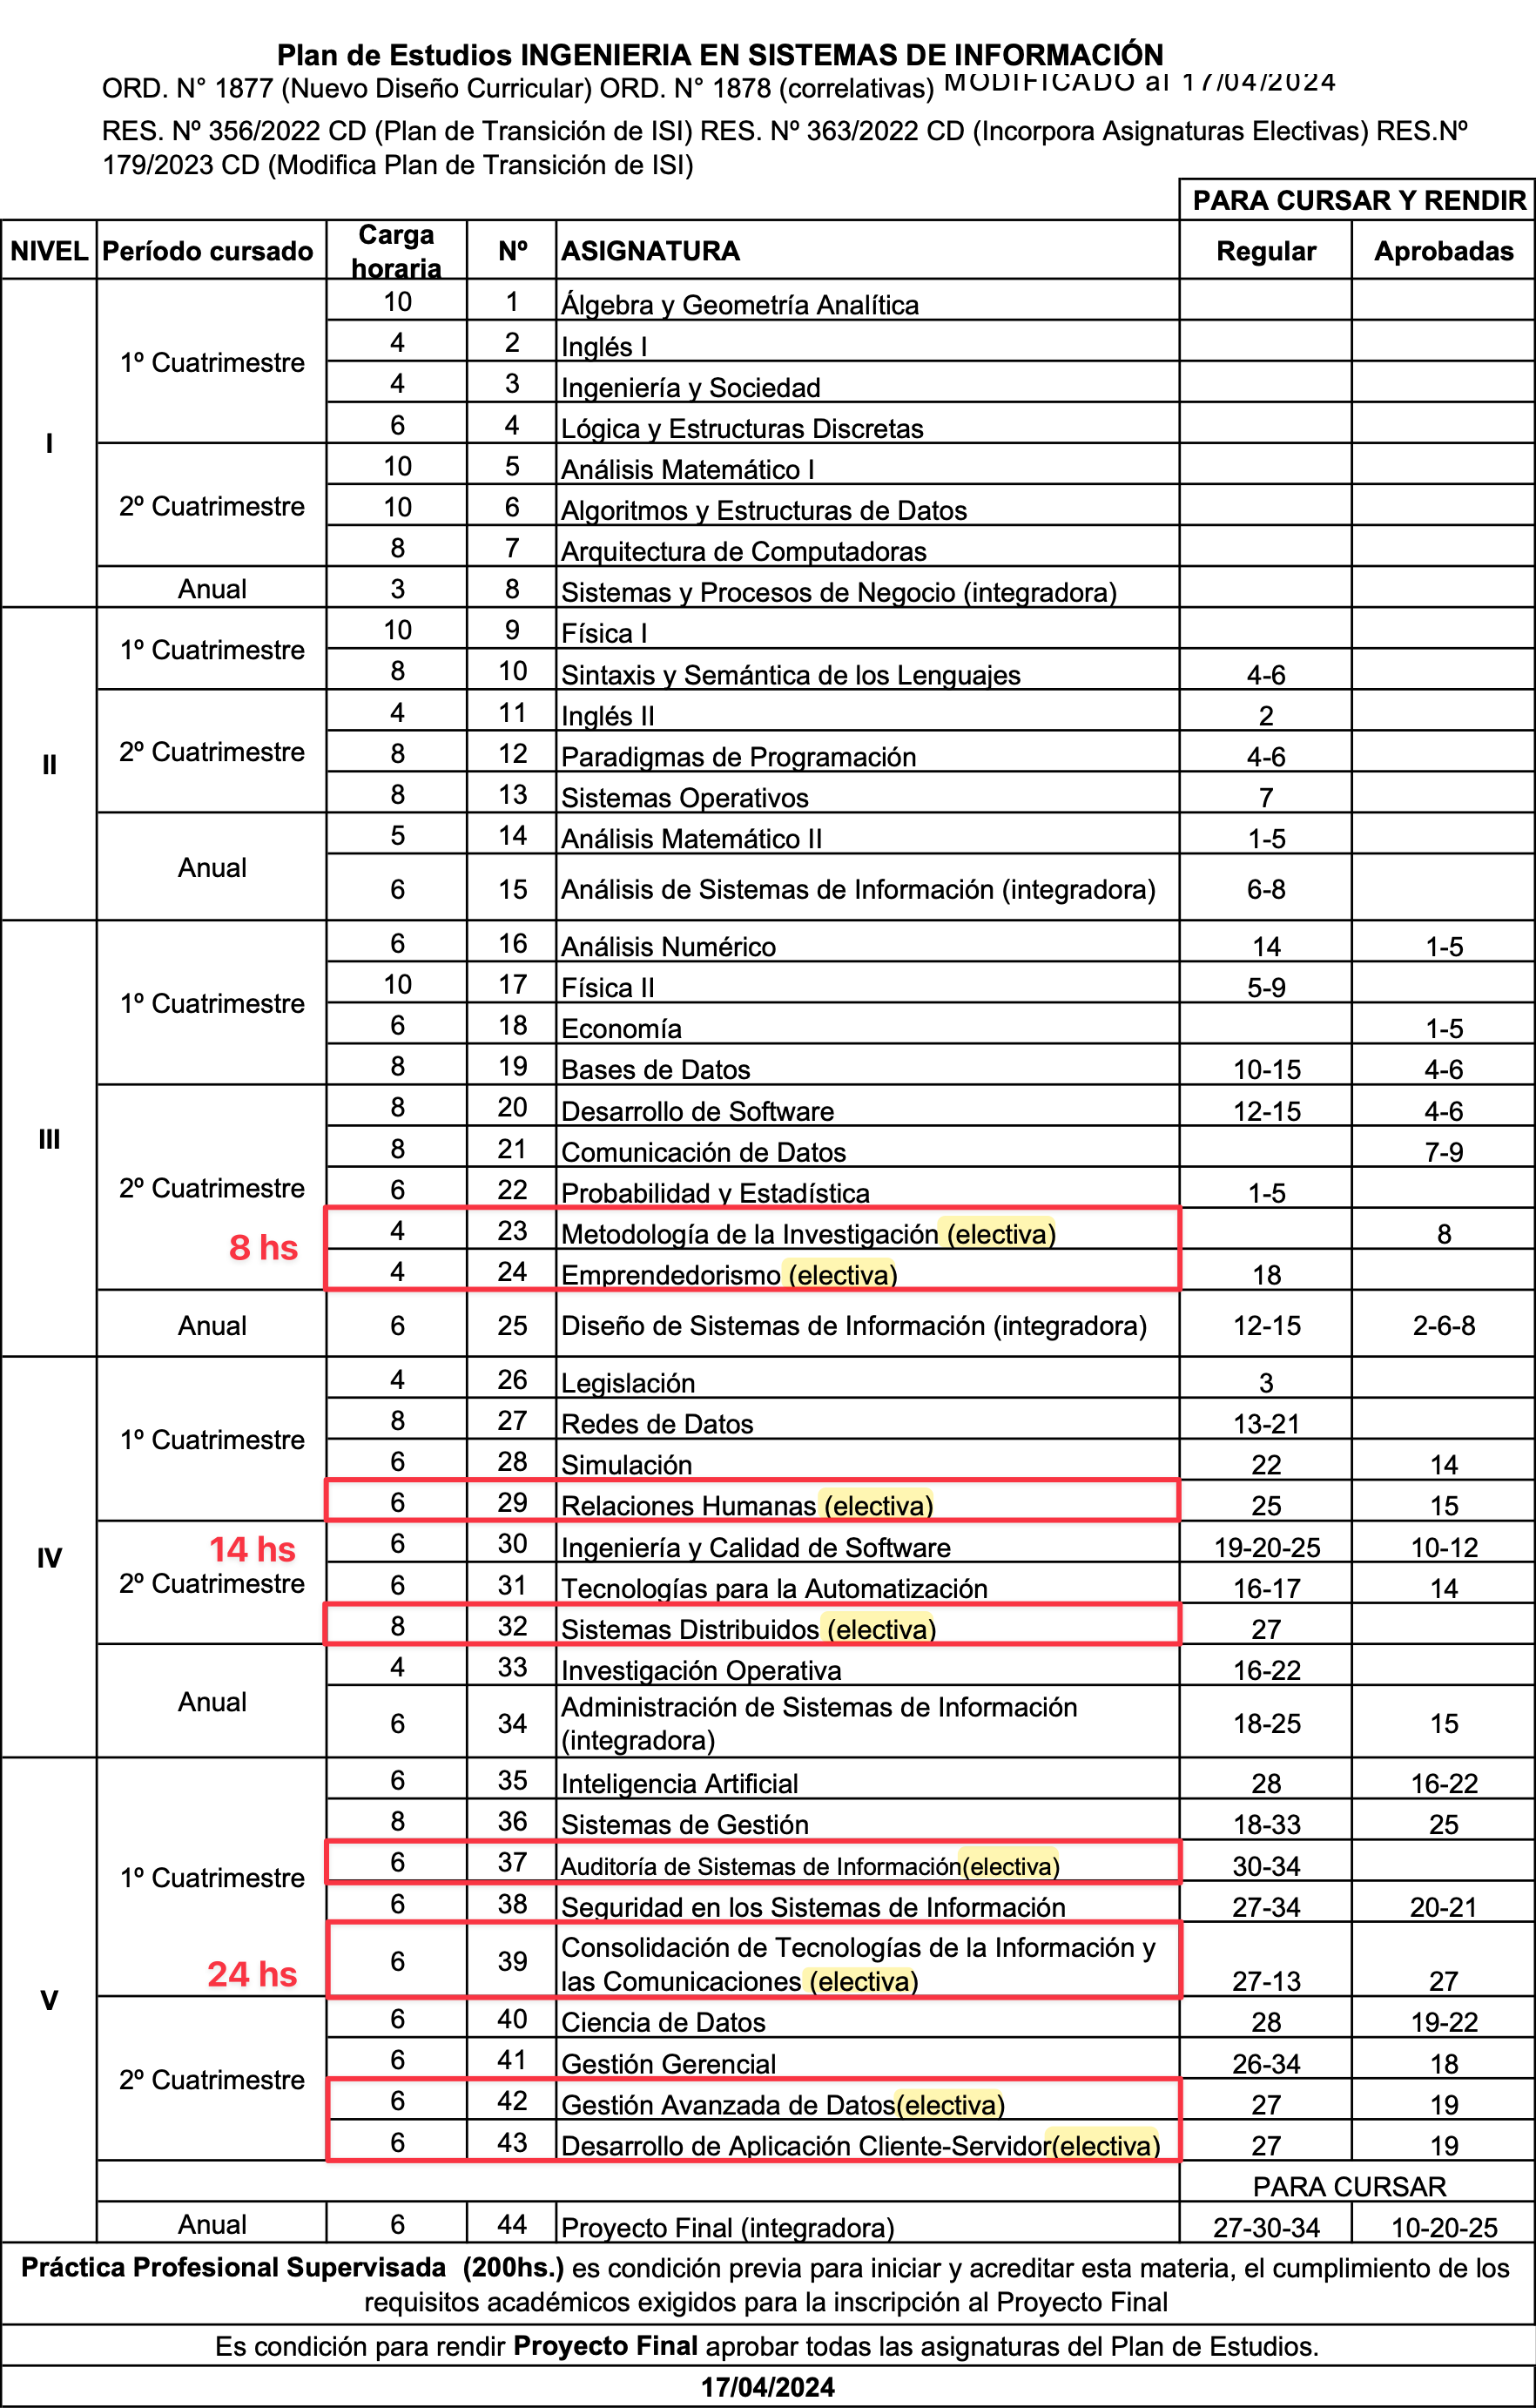 Plan de Estudios INGENIERIA EN SISTEMAS DE INFORMACIÓN
ORD. N° 1877 (Nuevo Diseño Curricular) ORD. N° 1878 (correlativas) MODIFICADO al 17/04/2024
RES. Nº 356/2022 CD (Plan de Transición de ISI) RES. Nº 363/2022 CD (Incorpora Asignaturas Electivas) RES.Nº
179/2023 CD (Modifica Plan de Transición de ISI)
PARA CURSAR Y RENDIR
NIVEL Período cursado Carga horaria Nº ASIGNATURA Regular Aprobadas
I
1º Cuatrimestre
10 1 Álgebra y Geometría Analítica
4 2 Inglés I
4 3 Ingeniería y Sociedad
6 4 Lógica y Estructuras Discretas
2º Cuatrimestre
10 5 Análisis Matemático I
10 6 Algoritmos y Estructuras de Datos
8 7 Arquitectura de Computadoras
Anual 3 8 Sistemas y Procesos de Negocio (integradora)
II
1º Cuatrimestre
10 9 Física I
8 10 Sintaxis y Semántica de los Lenguajes 4-6
2º Cuatrimestre
4 11 Inglés II 2
8 12 Paradigmas de Programación 4-6
8 13 Sistemas Operativos 7
Anual
5 14 Análisis Matemático II 1-5
6 15 Análisis de Sistemas de Información (integradora) 6-8
III
1º Cuatrimestre
6 16 Análisis Numérico 14 1-5
10 17 Física II 5-9
6 18 Economía 1-5
8 19 Bases de Datos 10-15 4-6
2º Cuatrimestre
8 20 Desarrollo de Software 12-15 4-6
8 21 Comunicación de Datos 7-9
6 22 Probabilidad y Estadística 1-5
8 hs
4 23 Metodología de la Investigación (electiva) 8
4 24 Emprendedorismo (electiva) 18
Anual 6 25 Diseño de Sistemas de Información (integradora) 12-15 2-6-8
IV
1º Cuatrimestre
4 26 Legislación 3
8 27 Redes de Datos 13-21
6 28 Simulación 22 14
6 29 Relaciones Humanas (electiva) 25 15
14 hs
2º Cuatrimestre
6 30 Ingeniería y Calidad de Software 19-20-25 10-12
6 31 Tecnologías para la Automatización 16-17 14
8 32 Sistemas Distribuidos (electiva) 27
Anual
4 33 Investigación Operativa 16-22
6 34 Administración de Sistemas de Información
(integradora) 18-25 15
V
1º Cuatrimestre
6 35 Inteligencia Artificial 28 16-22
8 36 Sistemas de Gestión 18-33 25
6 37 Auditoría de Sistemas de Información(electiva) 30-34
6 38 Seguridad en los Sistemas de Información 27-34 20-21
24 hs
6 39 Consolidación de Tecnologías de la Información y
las Comunicaciones (electiva) 27-13 27
2º Cuatrimestre
6 40 Ciencia de Datos 28 19-22
6 41 Gestión Gerencial 26-34 18
6 42 Gestión Avanzada de Datos(electiva) 27 19
6 43 Desarrollo de Aplicación Cliente-Servidor(electiva) 27 19
PARA CURSAR
Anual 6 44 Proyecto Final (integradora) 27-30-34 10-20-25
Práctica Profesional Supervisada (200hs.) es condición previa para iniciar y acreditar esta materia, el cumplimiento de los
requisitos académicos exigidos para la inscripción al Proyecto Final
Es condición para rendir Proyecto Final aprobar todas las asignaturas del Plan de Estudios.
17/04/2024